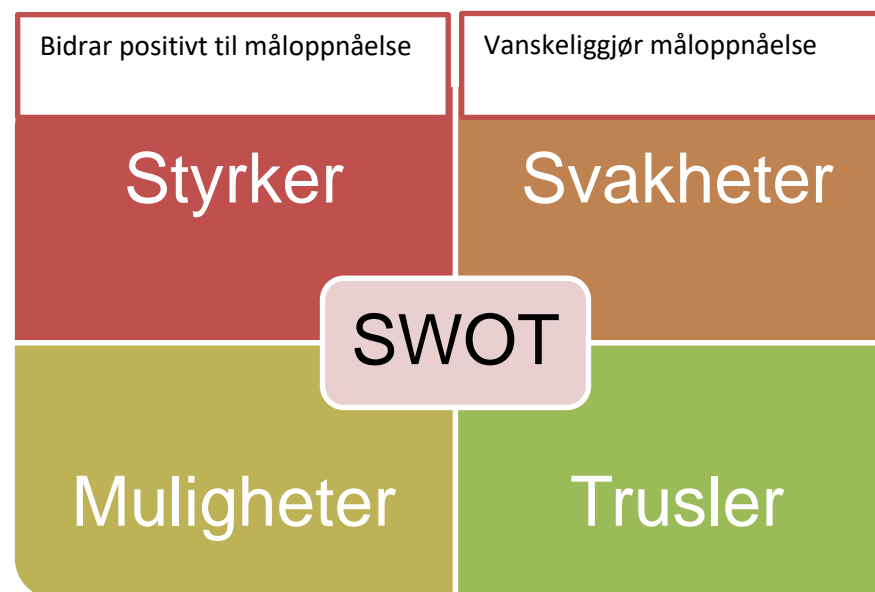 Bidrar positivt til måloppnåelse
Vanskeliggjør måloppnåelse
Styrker
Svakheter
SWOT
Muligheter
Trusler